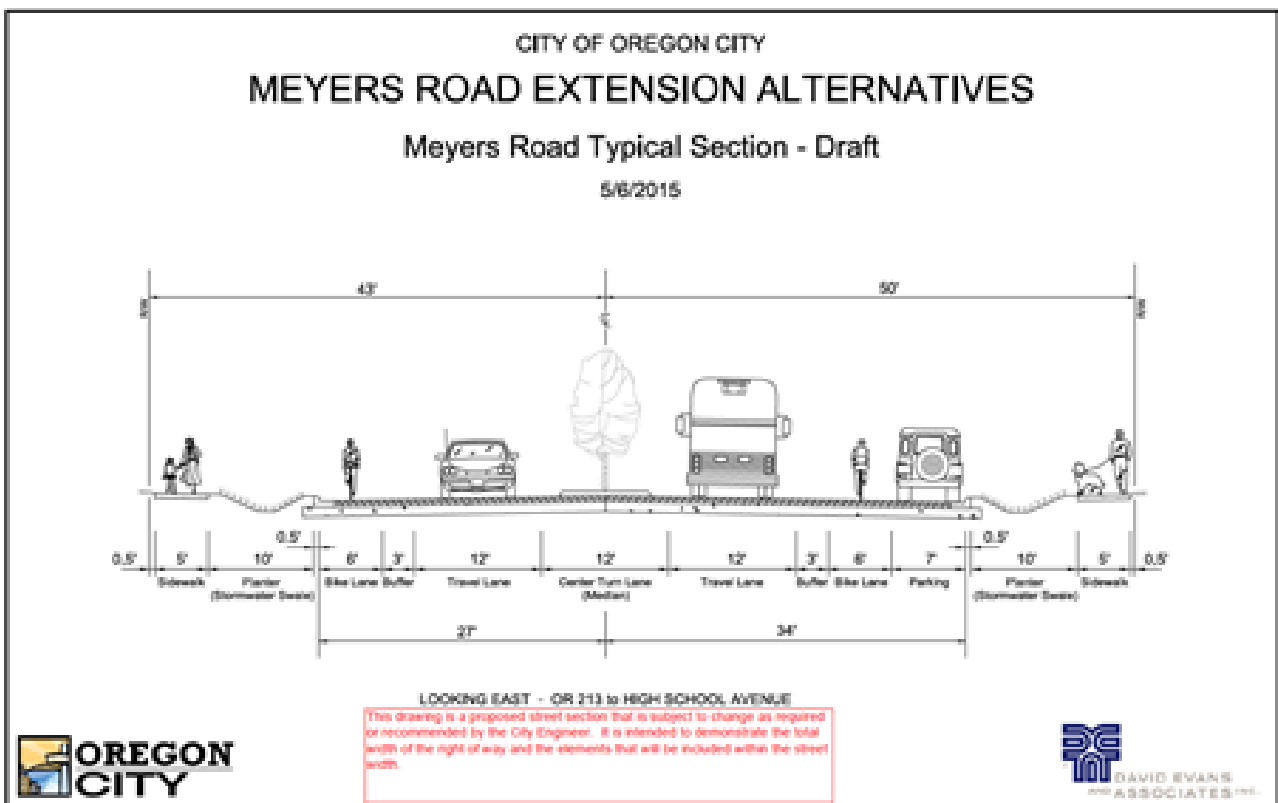 CITY OF OREGON CITY
MEYERS ROAD EXTENSION ALTERNATIVES
Meyers Road Typical Section - Draft
5/6/2015
43' 50'
R/W R/W
0.5' 0.5'
0.5' 5' 10' 6' 3' 12' 12' 12' 3' 6' 7' 10' 5' 0.5'
Sidewalk Planter Bike Lane Buffer Travel Lane Center Turn Lane Travel Lane Buffer Bike Lane Parking Planter Sidewalk
(Stormwater Swale) (Median) (Stormwater Swale)
27' 34'
LOOKING EAST - OR 213 to HIGH SCHOOL AVENUE
This drawing is a proposed street section that is subject to change as required
or recommended by the City Engineer. It is intended to demonstrate the total
width of the right of way and the elements that will be included within the street
width.
OREGON
CITY
DAVID EVANS
AND ASSOCIATES INC.